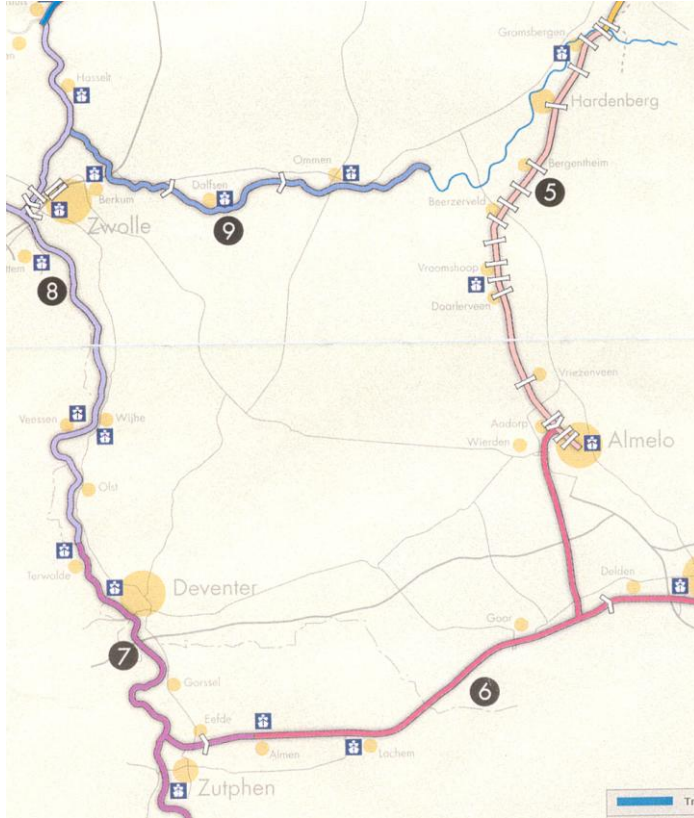 Gramsbergen
Hasselt
Hardenberg
Ommen
Bergentheim
Dalfsen
Berkum
5
Beerzerveld
Zwolle
9
8
Vroomshoop
Daarlerveen
Vriezenveen
Veessen
Wijhe
Aadorp
Almelo
Wierden
Olst
Terwolde
Delden
Deventer
Goor
7
Gorssel
6
Eefde
Almen
Lochem
Zutphen